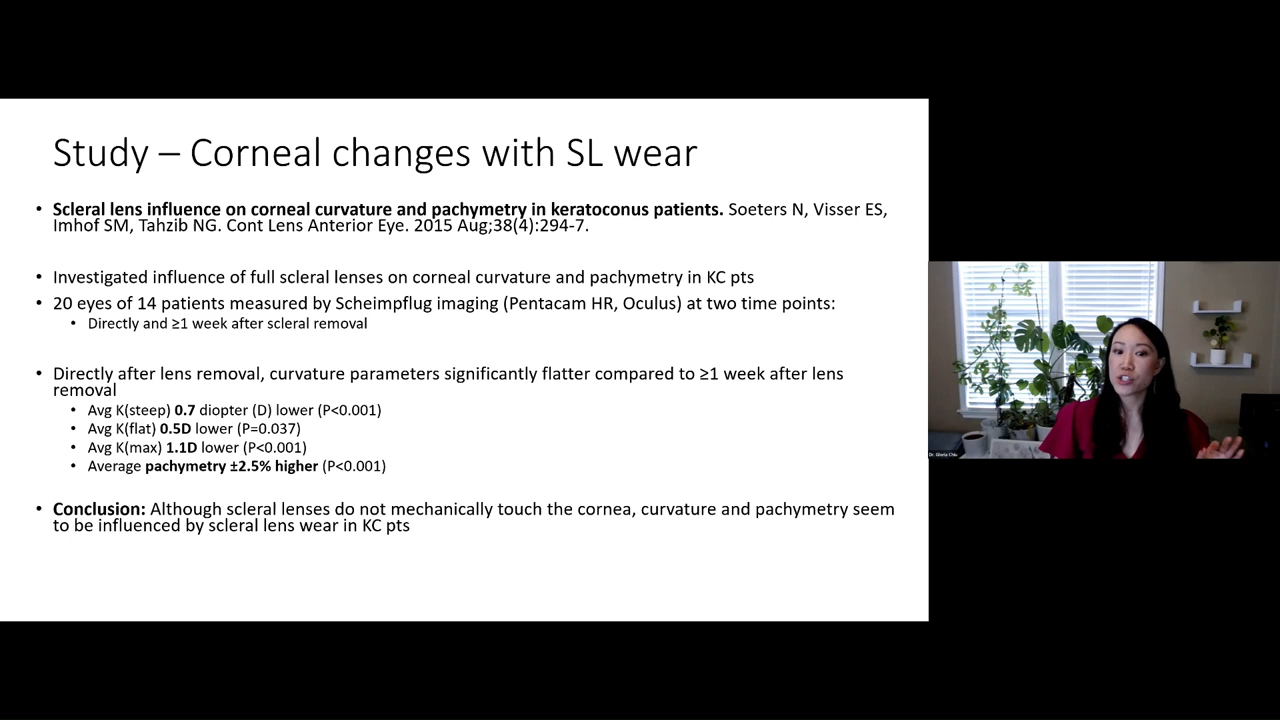 Study – Corneal changes with SL wear
• Scleral lens influence on corneal curvature and pachymetry in keratoconus patients. Soeters N, Visser ES,
Imhof SM, Tahzib NG. Cont Lens Anterior Eye. 2015 Aug;38(4):294-7.
• Investigated influence of full scleral lenses on corneal curvature and pachymetry in KC pts
• 20 eyes of 14 patients measured by Scheimpflug imaging (Pentacam HR, Oculus) at two time points:
• Directly and ≥1 week after scleral removal
• Directly after lens removal, curvature parameters significantly flatter compared to ≥1 week after lens
removal
• Avg K(steep) 0.7 diopter (D) lower (P<0.001)
• Avg K(flat) 0.5D lower (P=0.037)
• Avg K(max) 1.1D lower (P<0.001)
• Average pachymetry ±2.5% higher (P<0.001)
• Conclusion: Although scleral lenses do not mechanically touch the cornea, curvature and pachymetry seem
to be influenced by scleral lens wear in KC pts
Dr. Gloria Chiu